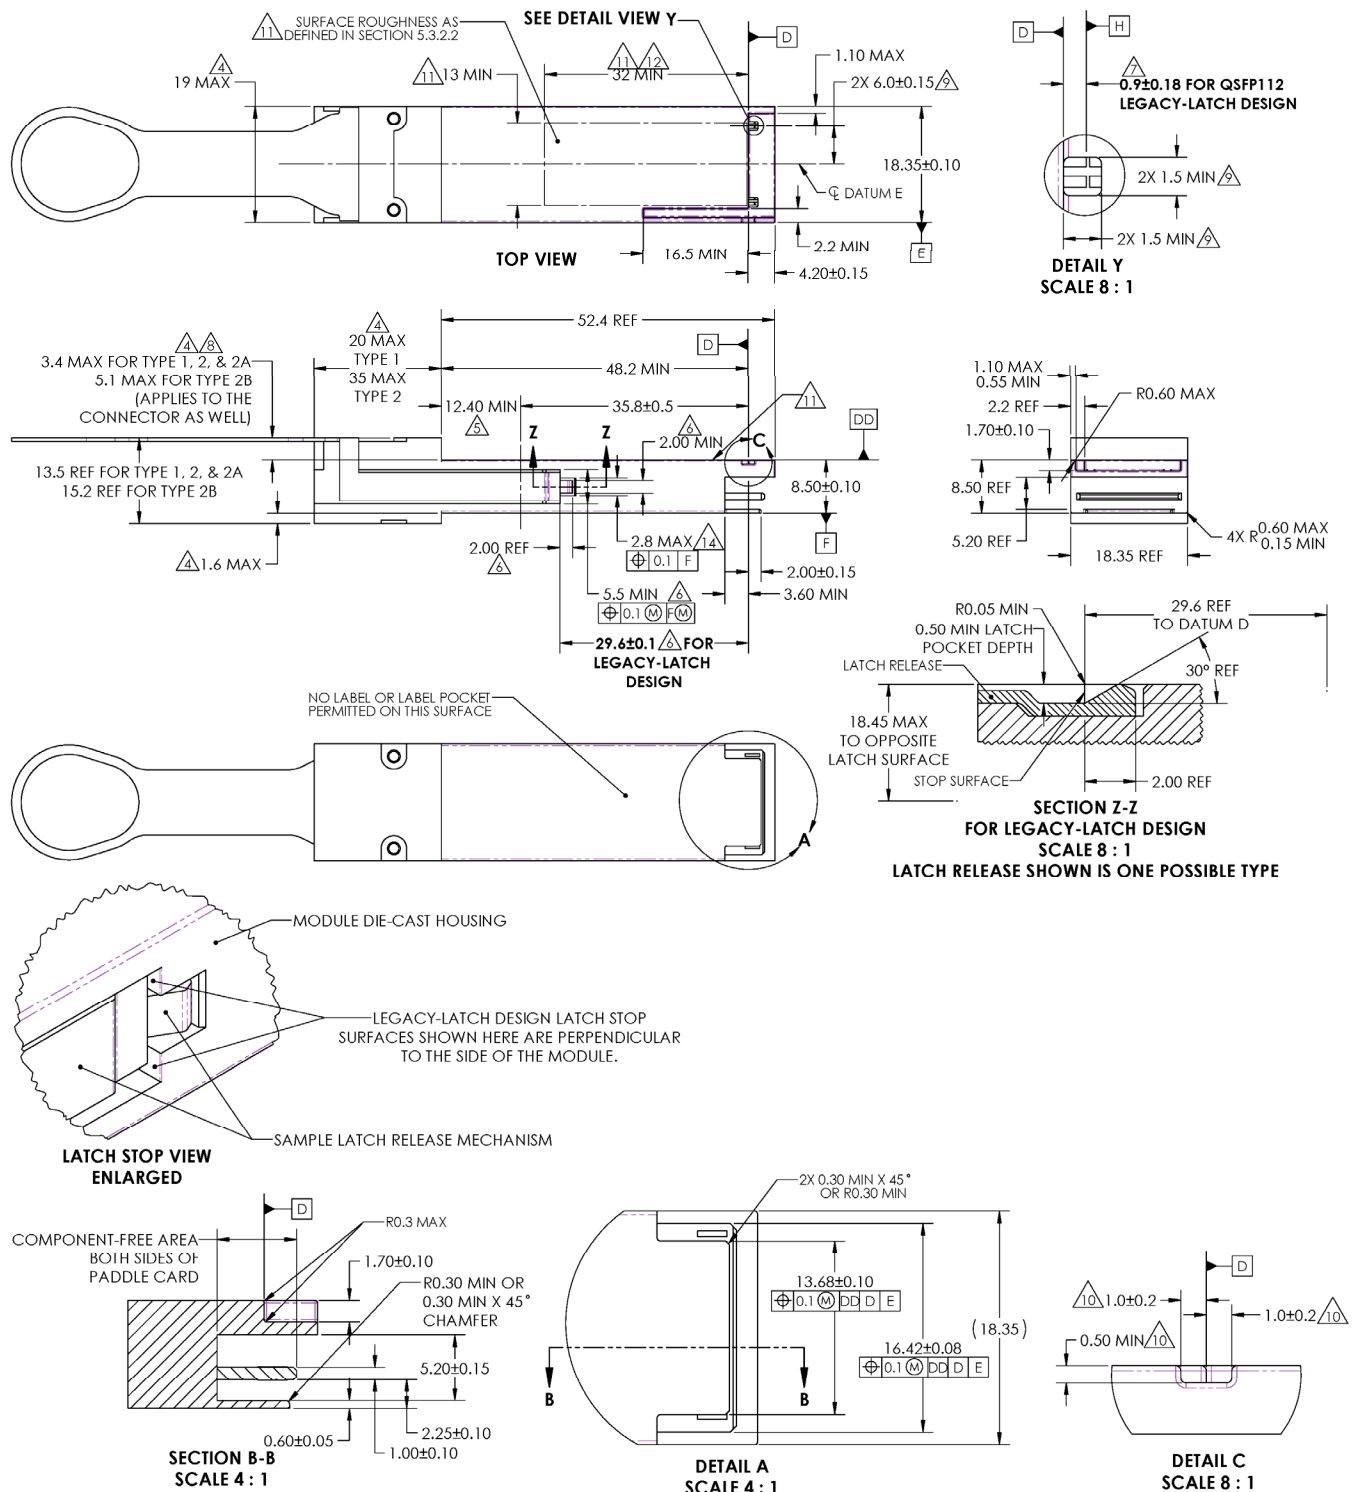 SURFACE ROUGHNESS AS
11 DEFINED IN SECTION 5.3.2.2
SEE DETAIL VIEW Y
D
4
19 MAX
11 13 MIN
11 12
32 MIN
1.10 MAX
2X 6.0±0.15 9
18.35±0.10
℄ DATUM E
16.5 MIN
2.2 MIN
E
4.20±0.15
TOP VIEW
D
H
7
0.9±0.18 FOR QSFP112
LEGACY-LATCH DESIGN
2X 1.5 MIN 9
2X 1.5 MIN 9
DETAIL Y
SCALE 8 : 1
52.4 REF
4 8
3.4 MAX FOR TYPE 1, 2, & 2A
5.1 MAX FOR TYPE 2B
(APPLIES TO THE
CONNECTOR AS WELL)
4
20 MAX
TYPE 1
35 MAX
TYPE 2
D
48.2 MIN
12.40 MIN
5
35.8±0.5
11
Z Z
6
2.00 MIN
C
DD
13.5 REF FOR TYPE 1, 2, & 2A
15.2 REF FOR TYPE 2B
8.50±0.10
F
4 1.6 MAX
2.00 REF
6
2.8 MAX 14
⌖ 0.1 F
2.00±0.15
3.60 MIN
5.5 MIN 6
⌖ 0.1 Ⓜ F Ⓜ
29.6±0.1 6 FOR
LEGACY-LATCH
DESIGN
1.10 MAX
0.55 MIN
2.2 REF
1.70±0.10
R0.60 MAX
8.50 REF
5.20 REF
18.35 REF
4X R 0.60 MAX
0.15 MIN
R0.05 MIN
0.50 MIN LATCH
POCKET DEPTH
29.6 REF
TO DATUM D
LATCH RELEASE
30° REF
18.45 MAX
TO OPPOSITE
LATCH SURFACE
STOP SURFACE
2.00 REF
SECTION Z-Z
FOR LEGACY-LATCH DESIGN
SCALE 8 : 1
LATCH RELEASE SHOWN IS ONE POSSIBLE TYPE
NO LABEL OR LABEL POCKET
PERMITTED ON THIS SURFACE
A
MODULE DIE-CAST HOUSING
LEGACY-LATCH DESIGN LATCH STOP
SURFACES SHOWN HERE ARE PERPENDICULAR
TO THE SIDE OF THE MODULE.
SAMPLE LATCH RELEASE MECHANISM
LATCH STOP VIEW
ENLARGED
D
R0.3 MAX
COMPONENT-FREE AREA
BOTH SIDES OF
PADDLE CARD
1.70±0.10
R0.30 MIN OR
0.30 MIN X 45°
CHAMFER
5.20±0.15
2.25±0.10
0.60±0.05
1.00±0.10
SECTION B-B
SCALE 4 : 1
2X 0.30 MIN X 45°
OR R0.30 MIN
13.68±0.10
⌖ 0.1 Ⓜ DD D E
(18.35)
16.42±0.08
⌖ 0.1 Ⓜ DD D E
B B
DETAIL A
SCALE 4 : 1
D
10 1.0±0.2
1.0±0.2 10
0.50 MIN 10
DETAIL C
SCALE 8 : 1